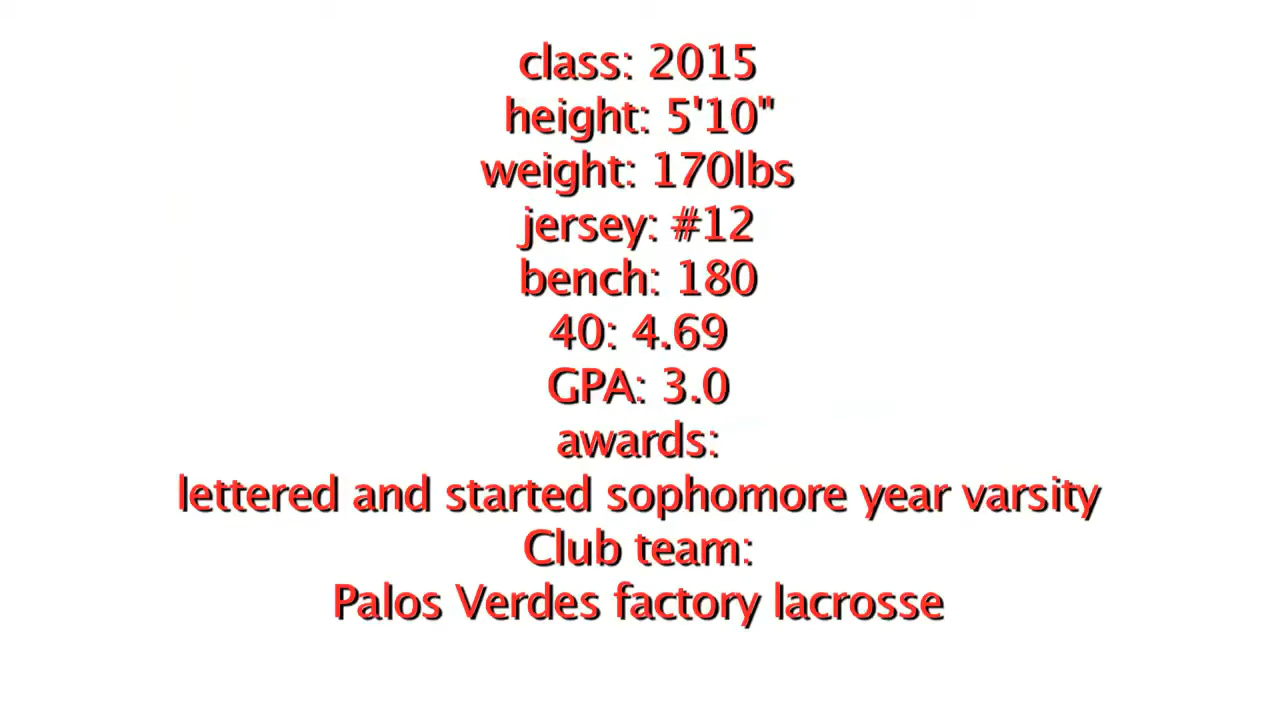 class: 2015
height: 5'10"
weight: 170lbs
jersey: #12
bench: 180
40: 4.69
GPA: 3.0
awards:
lettered and started sophomore year varsity
Club team:
Palos Verdes factory lacrosse